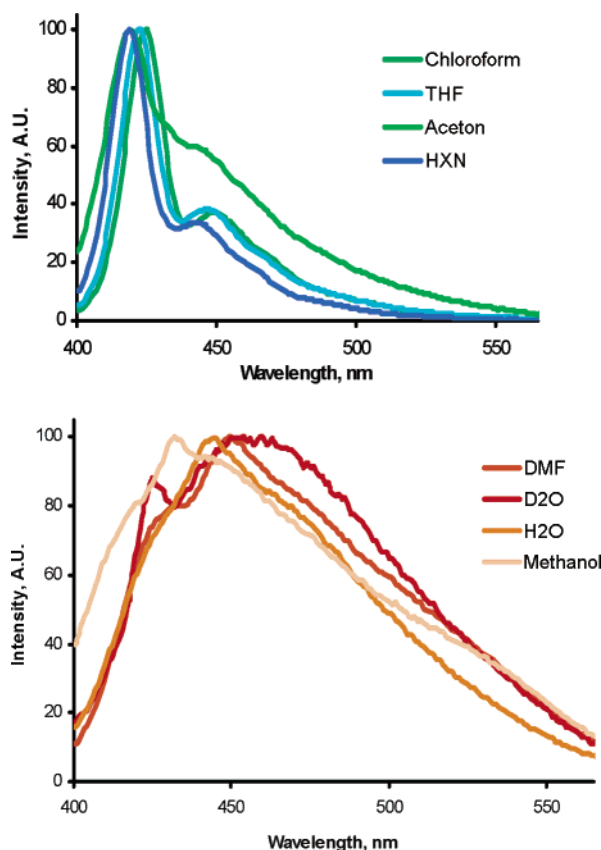 Intensity, A.U.
100
80
60
40
20
0
400
450
500
550
Wavelength, nm
Chloroform
THF
Aceton
HXN
Intensity, A.U.
100
80
60
40
20
0
400
450
500
550
Wavelength, nm
DMF
D2O
H2O
Methanol